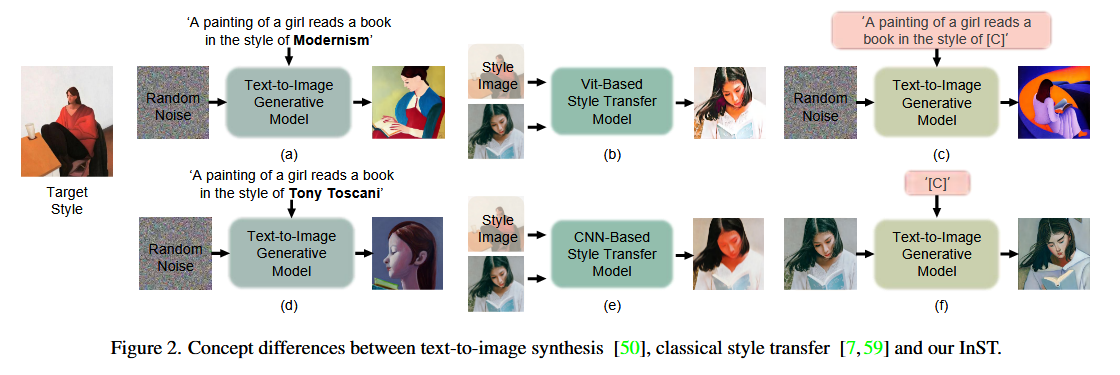 'A painting of a girl reads a book
in the style of Modernism'
Random
Noise
Text-to-Image
Generative
Model
(a)
Style
Image
Vit-Based
Style Transfer
Model
(b)
'A painting of a girl reads a
book in the style of [C]'
Random
Noise
Text-to-Image
Generative
Model
(c)
Target
Style
'A painting of a girl reads a book
in the style of Tony Toscani'
Random
Noise
Text-to-Image
Generative
Model
(d)
Style
Image
CNN-Based
Style Transfer
Model
(e)
'[C]'
Text-to-Image
Generative
Model
(f)
Figure 2. Concept differences between text-to-image synthesis [50], classical style transfer [7,59] and our InST.